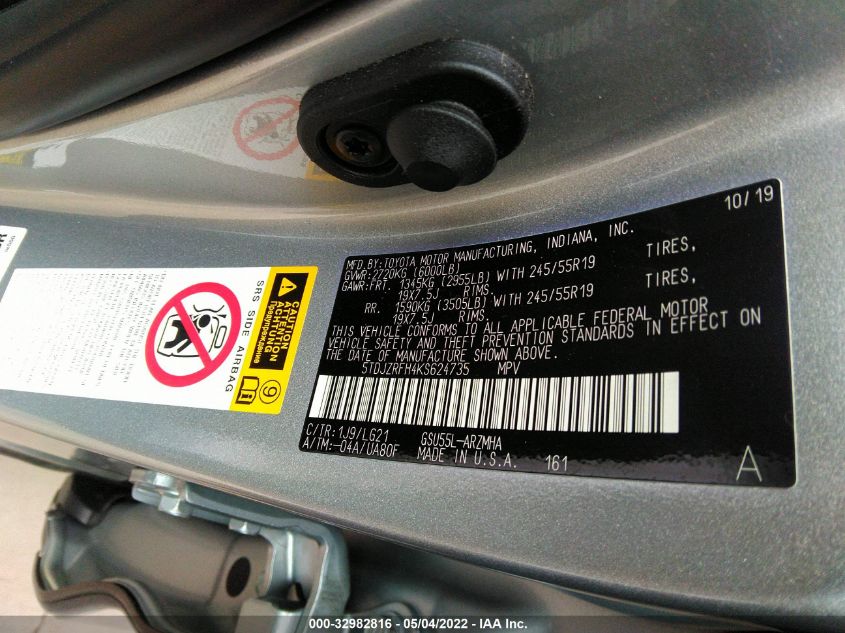 10/19
MFD.BY:TOYOTA MOTOR MANUFACTURING, INDIANA, INC.
GVWR:2720KG (6000LB)
GAWR:FRT. 1345KG (2955LB) WITH 245/55R19 TIRES,
19X7.5J RIMS.
RR. 1590KG (3505LB) WITH 245/55R19 TIRES,
19X7.5J RIMS.
THIS VEHICLE CONFORMS TO ALL APPLICABLE FEDERAL MOTOR
VEHICLE SAFETY AND THEFT PREVENTION STANDARDS IN EFFECT ON
THE DATE OF MANUFACTURE SHOWN ABOVE.
5TDJZRFH4KS624735 MPV
C/TR:1J9/LG21 GSU55L-ARZMHA
A/TM:-04A/UA80F MADE IN U.S.A. 161
A
SRS SIDE AIRBAG
CAUTION
ATTENTION
ACHTUNG
Предупреждение
9
000-32982816 - 05/04/2022 - IAA Inc.